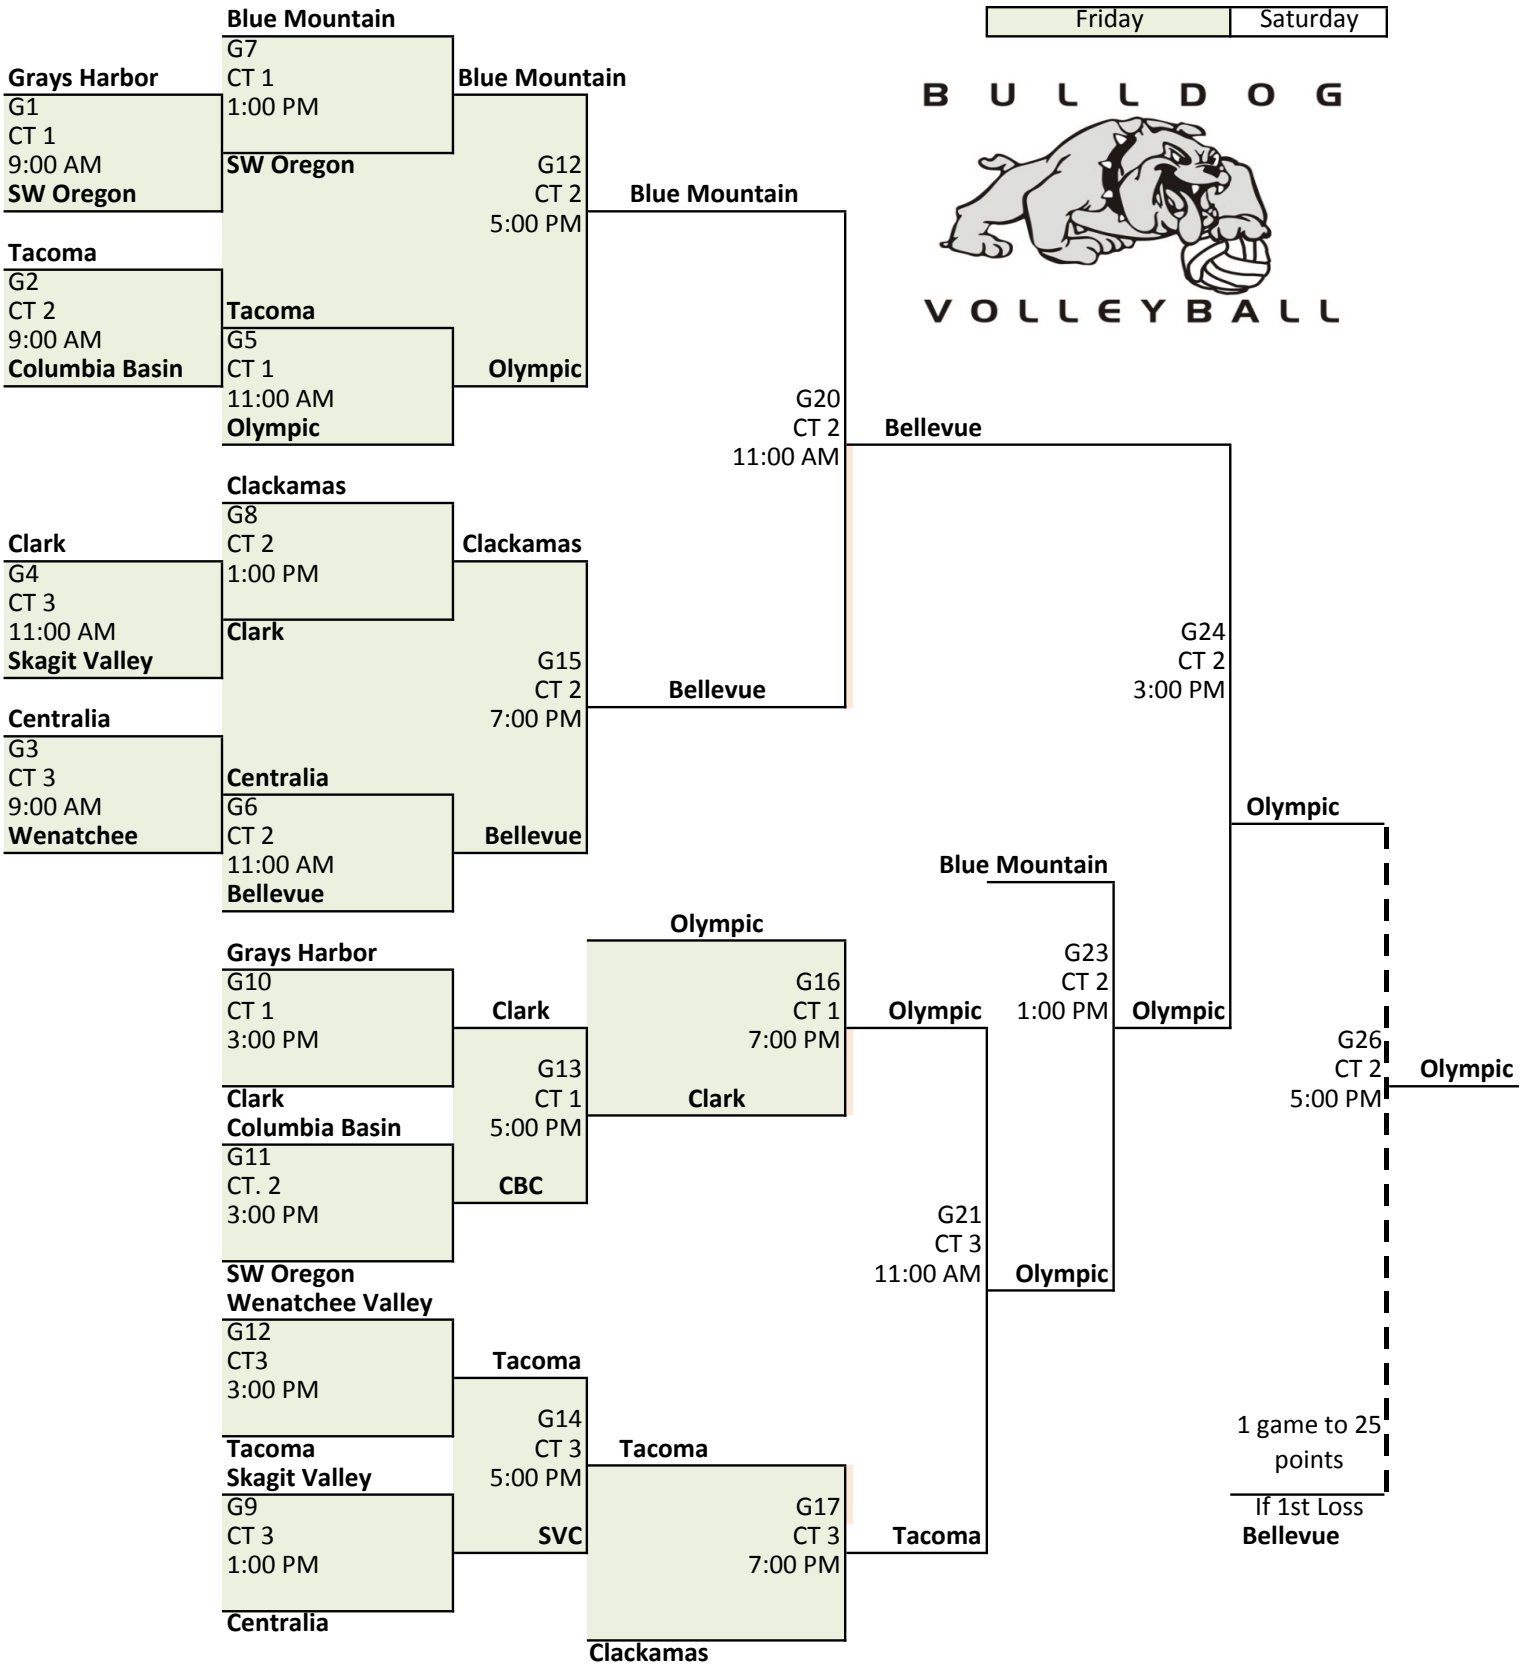 Blue Mountain
Friday
Saturday
G7
CT 1
1:00 PM
Grays Harbor
Blue Mountain
G1
CT 1
9:00 AM
SW Oregon
SW Oregon
G12
CT 2
5:00 PM
Blue Mountain
BULLDOG
VOLLEYBALL
Tacoma
G2
CT 2
9:00 AM
Columbia Basin
Tacoma
G5
CT 1
11:00 AM
Olympic
Olympic
G20
CT 2
11:00 AM
Bellevue
Clackamas
G8
CT 2
1:00 PM
Clark
Clackamas
G4
CT 3
11:00 AM
Skagit Valley
Clark
G15
CT 2
7:00 PM
Bellevue
G24
CT 2
3:00 PM
Centralia
G3
CT 3
9:00 AM
Wenatchee
Centralia
G6
CT 2
11:00 AM
Bellevue
Bellevue
Olympic
Blue Mountain
Olympic
Grays Harbor
G10
CT 1
3:00 PM
Clark
Clark
G16
CT 1
7:00 PM
Olympic
G23
CT 2
1:00 PM
Olympic
G26
CT 2
5:00 PM
Olympic
G13
CT 1
5:00 PM
Clark
Columbia Basin
G11
CT. 2
3:00 PM
CBC
SW Oregon
G21
CT 3
11:00 AM
Olympic
Wenatchee Valley
G12
CT3
3:00 PM
Tacoma
Tacoma
G14
CT 3
5:00 PM
Tacoma
Skagit Valley
G9
CT 3
1:00 PM
SVC
Centralia
G17
CT 3
7:00 PM
Tacoma
Clackamas
1 game to 25
points
If 1st Loss
Bellevue